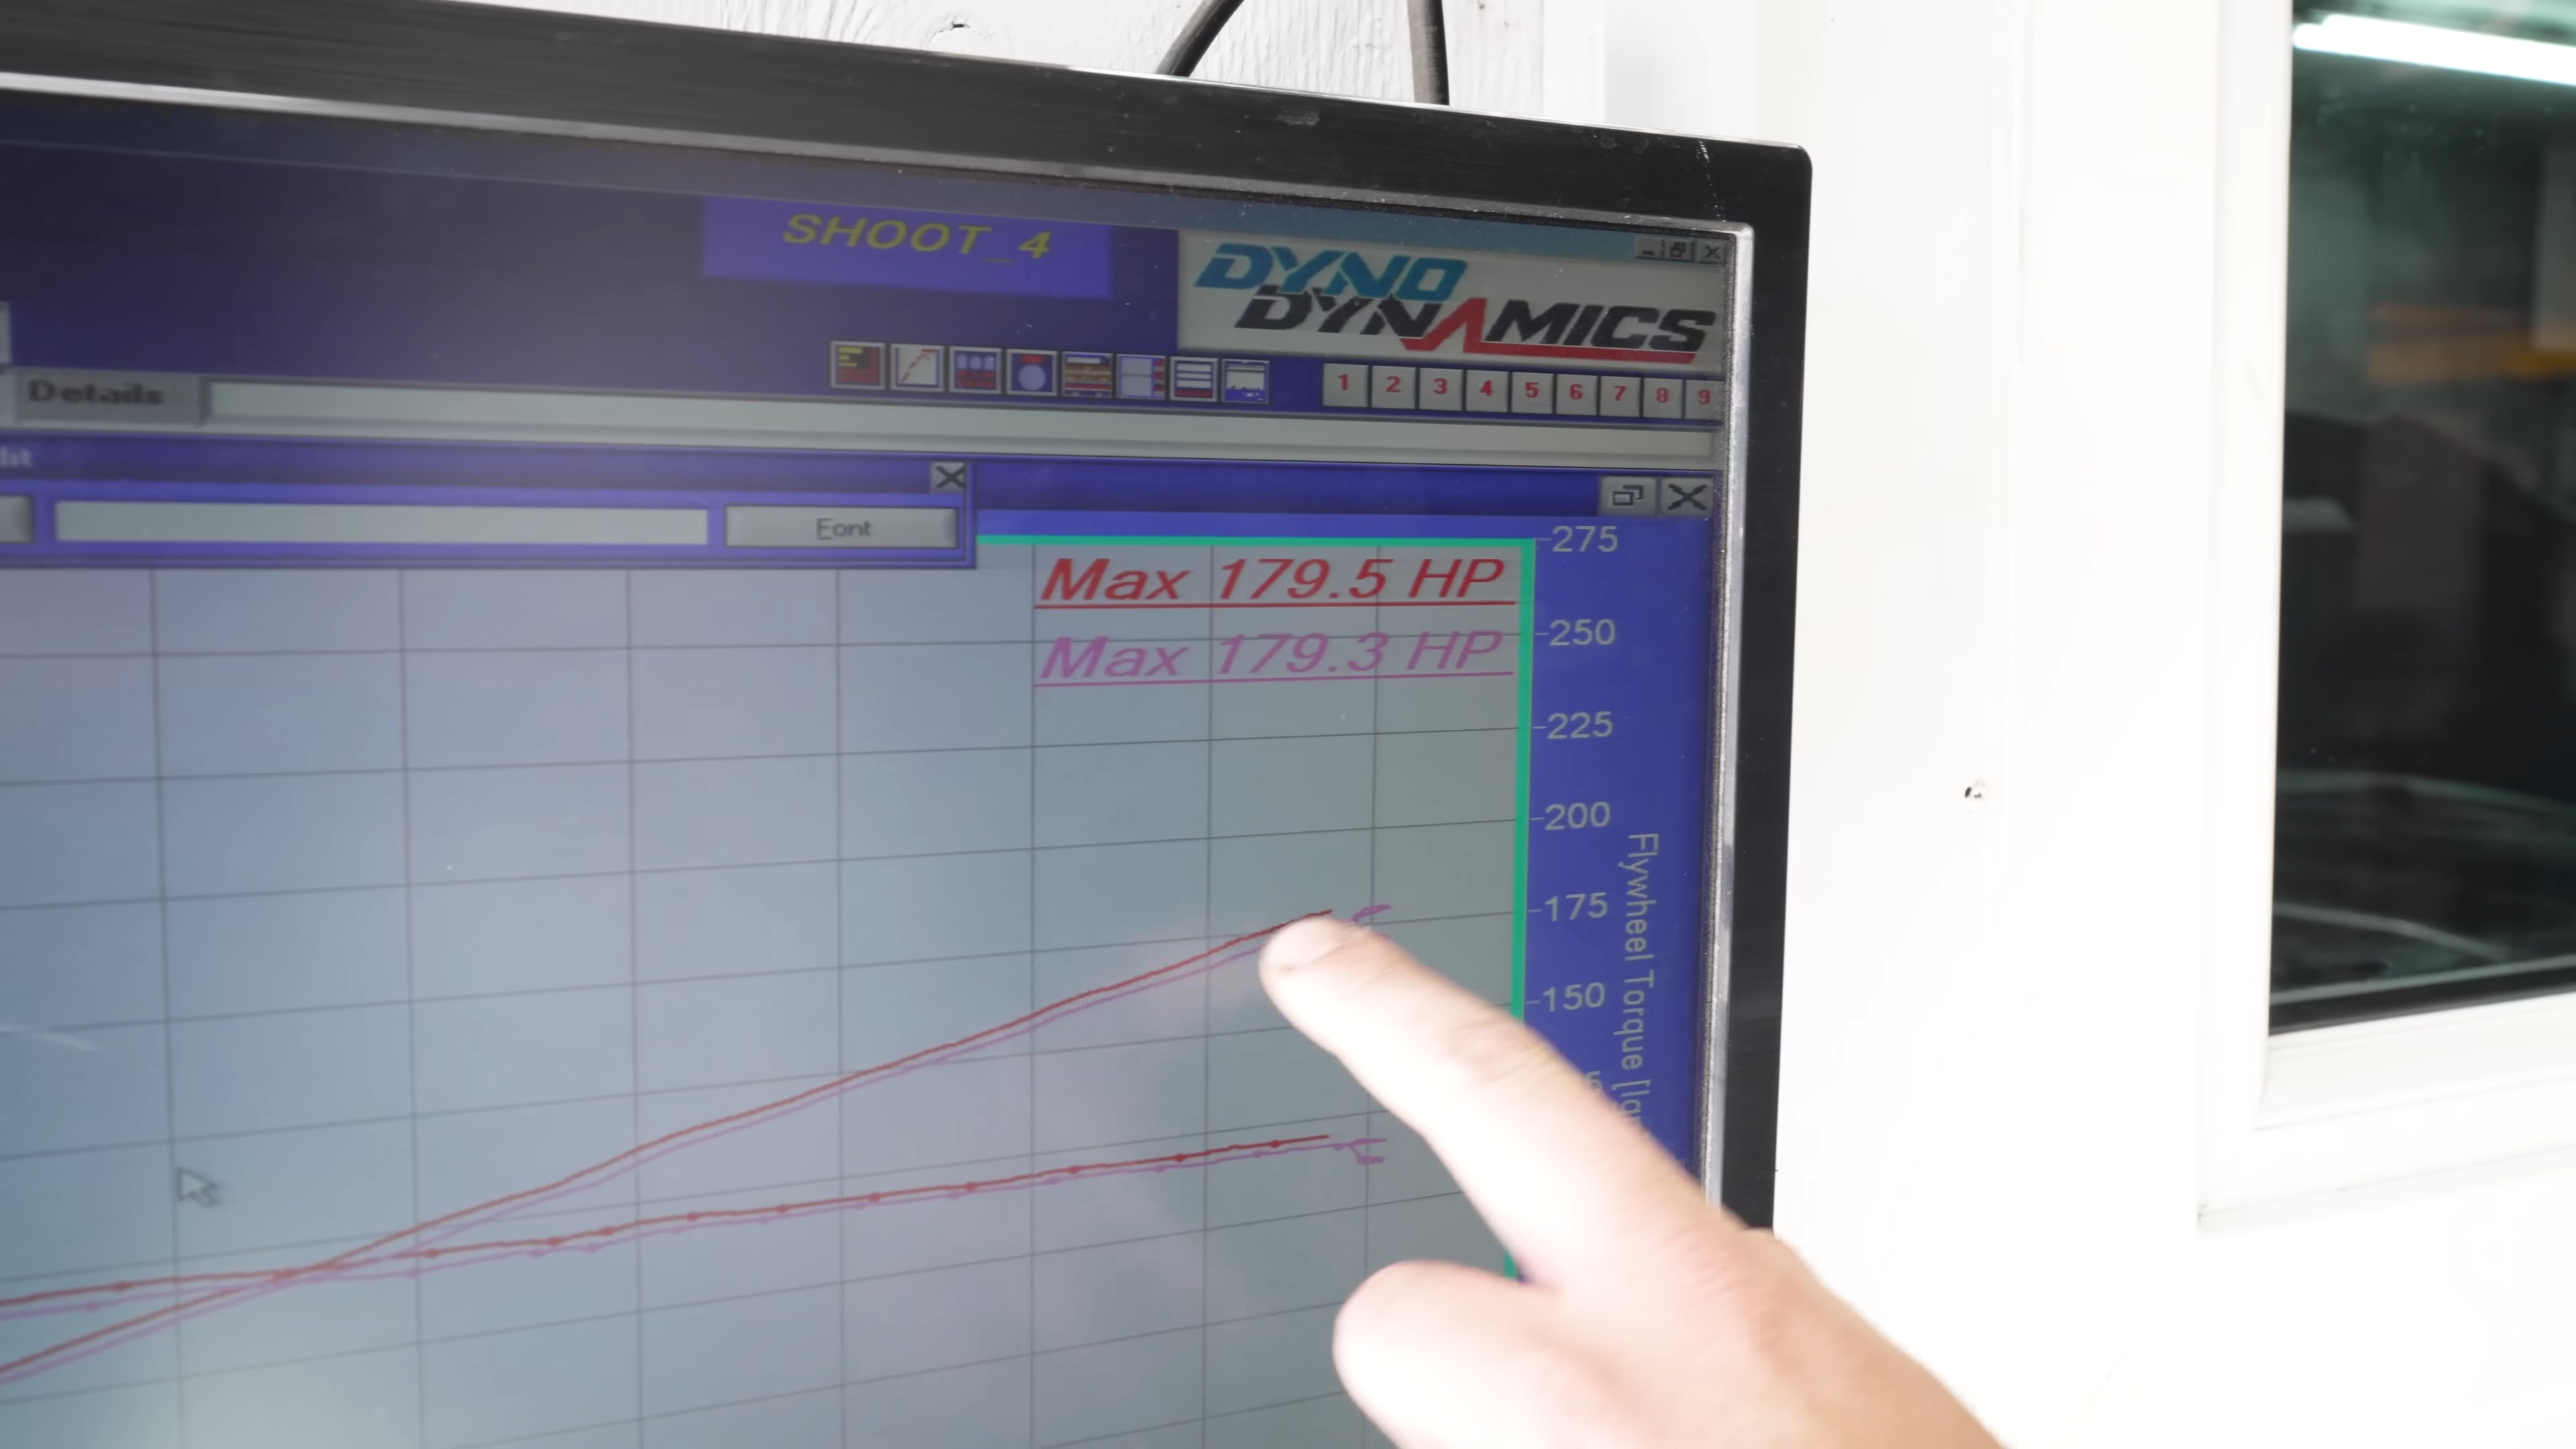 SHOOT_4
DYNO
DYNAMICS
1 2 3 4 5 6 7 8 9
Details
Font
Max 179.5 HP
Max 179.3 HP
275
250
225
200
175
150
Flywheel Torque